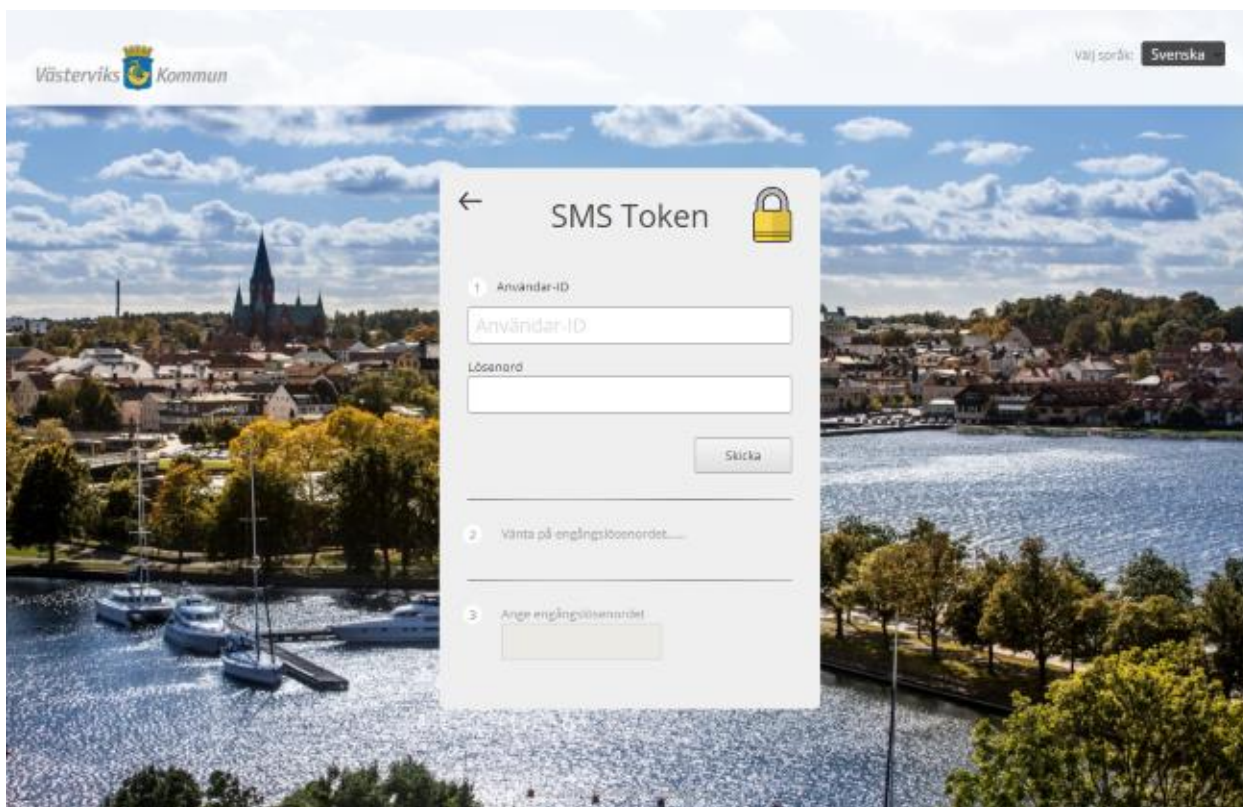 Västerviks Kommun
Välj språk: Svenska
SMS Token
1 Användar-ID
Användar-ID
Lösenord
Skicka
2 Vänta på engångslösenordet......
3 Ange engångslösenordet